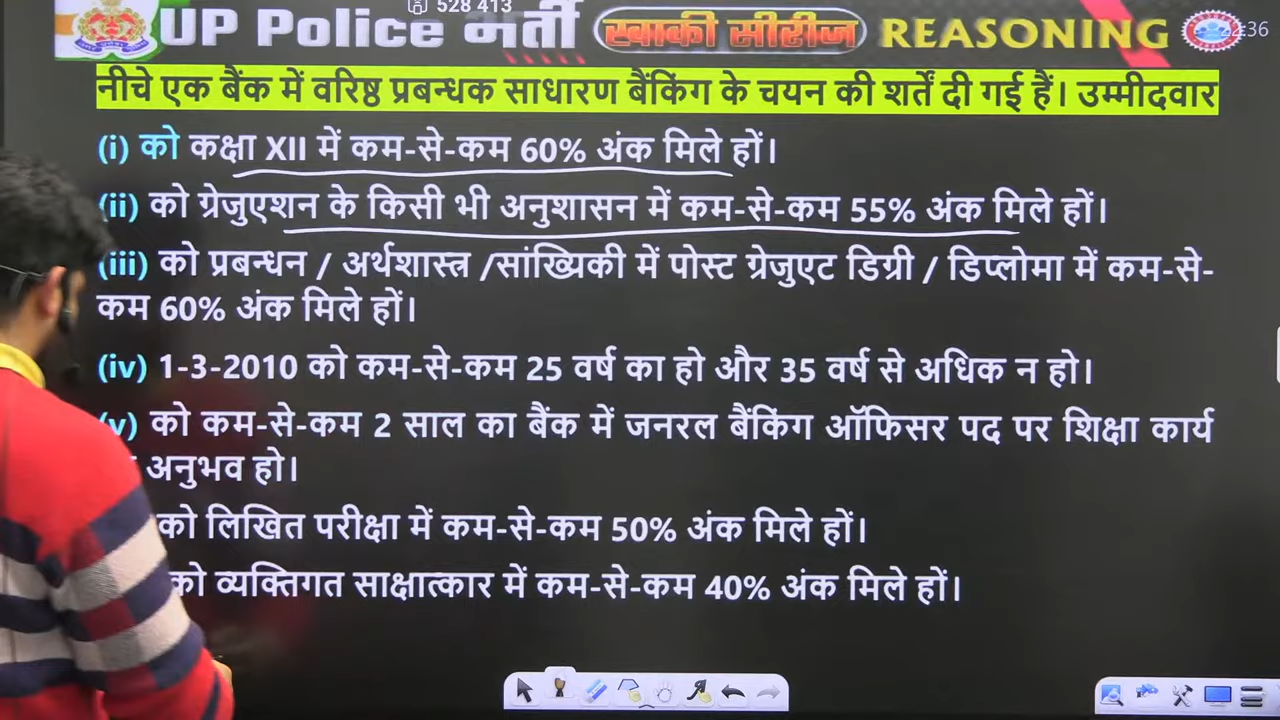 528 413
UP Police भर्ती खाकी सीरीज REASONING
22:36
नीचे एक बैंक में वरिष्ठ प्रबन्धक साधारण बैंकिंग के चयन की शर्तें दी गई हैं। उम्मीदवार
(i) को कक्षा XII में कम-से-कम 60% अंक मिले हों।
(ii) को ग्रेजुएशन के किसी भी अनुशासन में कम-से-कम 55% अंक मिले हों।
(iii) को प्रबन्धन / अर्थशास्त्र /सांख्यिकी में पोस्ट ग्रेजुएट डिग्री / डिप्लोमा में कम-से-
कम 60% अंक मिले हों।
(iv) 1-3-2010 को कम-से-कम 25 वर्ष का हो और 35 वर्ष से अधिक न हो।
(v) को कम-से-कम 2 साल का बैंक में जनरल बैंकिंग ऑफिसर पद पर शिक्षा कार्य
अनुभव हो।
को लिखित परीक्षा में कम-से-कम 50% अंक मिले हों।
को व्यक्तिगत साक्षात्कार में कम-से-कम 40% अंक मिले हों।